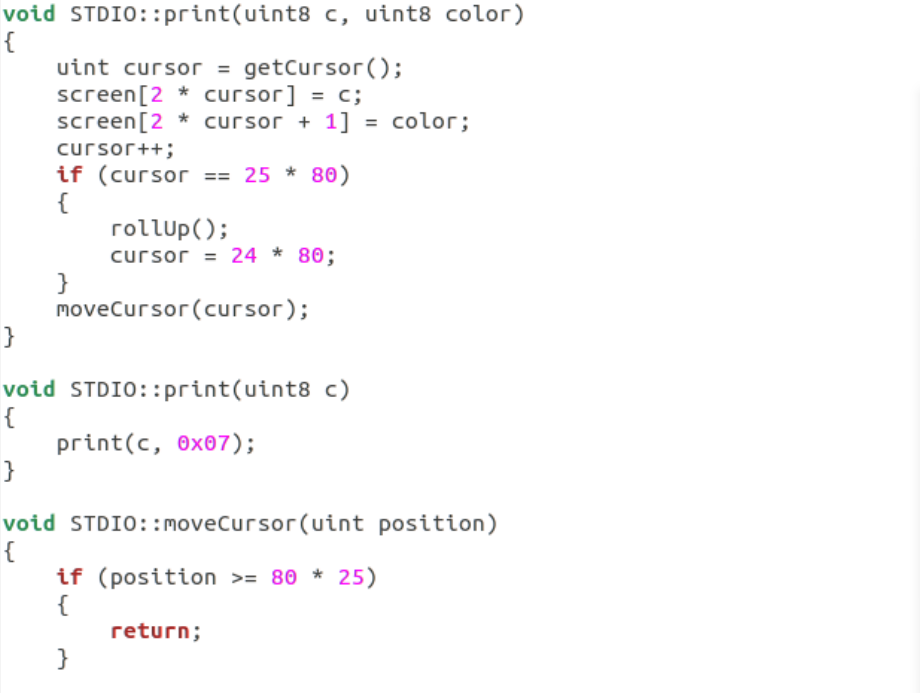 void STDIO::print(uint8 c, uint8 color)
{
    uint cursor = getCursor();
    screen[2 * cursor] = c;
    screen[2 * cursor + 1] = color;
    cursor++;
    if (cursor == 25 * 80)
    {
        rollUp();
        cursor = 24 * 80;
    }
    moveCursor(cursor);
}

void STDIO::print(uint8 c)
{
    print(c, 0x07);
}

void STDIO::moveCursor(uint position)
{
    if (position >= 80 * 25)
    {
        return;
    }